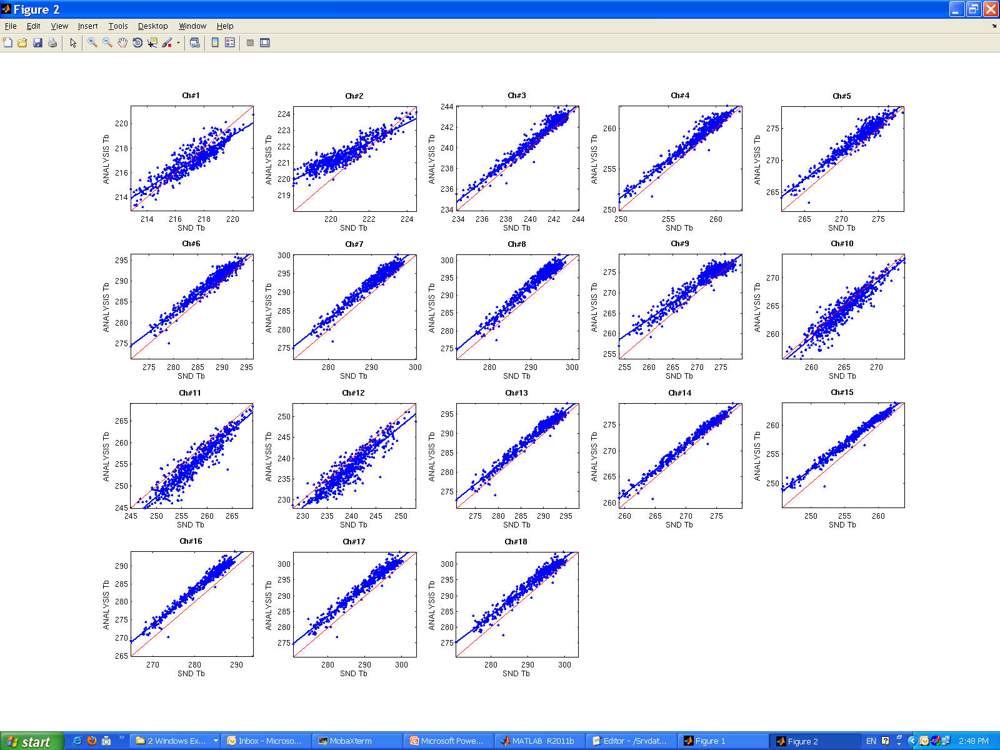 Figure 2
File Edit View Insert Tools Desktop Window Help
Ch#1 Ch#2 Ch#3 Ch#4 Ch#5
220 218 216 214
ANALYSIS Tb
214 216 218 220
SND Tb
224 223 222 221 220 219
ANALYSIS Tb
220 222 224
SND Tb
244 242 240 238 236 234
ANALYSIS Tb
234 236 238 240 242 244
SND Tb
260 255 250
ANALYSIS Tb
250 255 260
SND Tb
275 270 265
ANALYSIS Tb
265 270 275
SND Tb
Ch#6 Ch#7 Ch#8 Ch#9 Ch#10
295 290 285 280 275
ANALYSIS Tb
275 280 285 290 295
SND Tb
300 295 290 285 280 275
ANALYSIS Tb
280 290 300
SND Tb
300 295 290 285 280 275
ANALYSIS Tb
280 290 300
SND Tb
275 270 265 260 255
ANALYSIS Tb
255 260 265 270 275
SND Tb
270 265 260
ANALYSIS Tb
260 265 270
SND Tb
Ch#11 Ch#12 Ch#13 Ch#14 Ch#15
265 260 255 250 245
ANALYSIS Tb
245 250 255 260 265
SND Tb
250 245 240 235 230
ANALYSIS Tb
230 235 240 245 250
SND Tb
295 290 285 280 275
ANALYSIS Tb
275 280 285 290 295
SND Tb
275 270 265 260
ANALYSIS Tb
260 265 270 275
SND Tb
260 255 250
ANALYSIS Tb
250 255 260
SND Tb
Ch#16 Ch#17 Ch#18
290 285 280 275 270 265
ANALYSIS Tb
270 280 290
SND Tb
300 295 290 285 280 275
ANALYSIS Tb
280 290 300
SND Tb
300 295 290 285 280 275
ANALYSIS Tb
280 290 300
SND Tb
start 2 Windows Ex... Inbox - Microso... MobaXterm Microsoft Powe... MATLAB R2011b Editor - /Srvdat... Figure 1 Figure 2 EN 2:48 PM